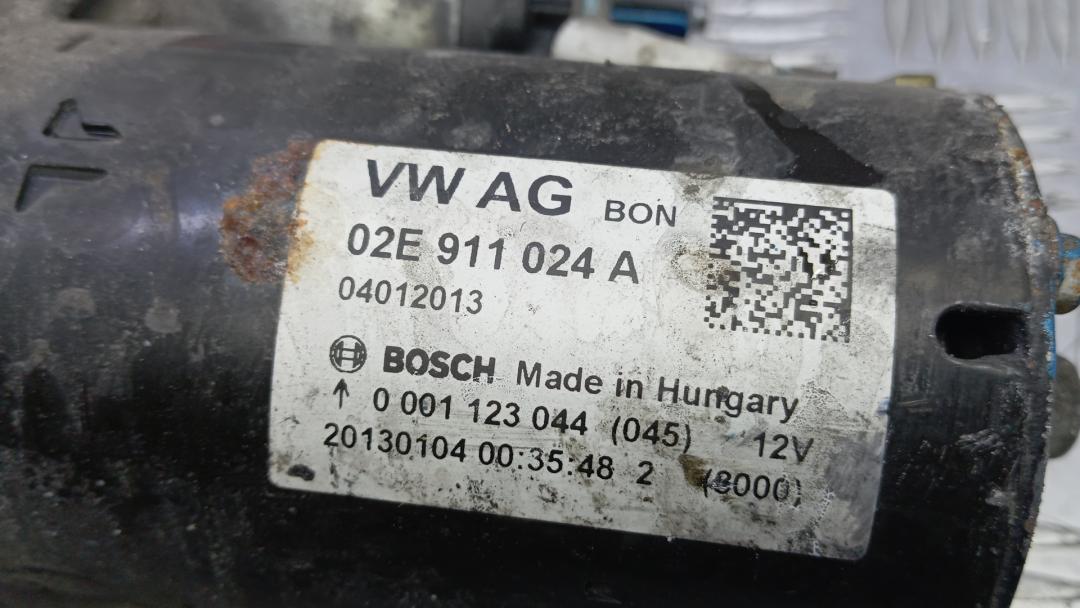 VW AG BON
02E 911 024 A
04012013
BOSCH Made in Hungary
0 001 123 044 (045) 12V
20130104 00:35:48 2 (8000)